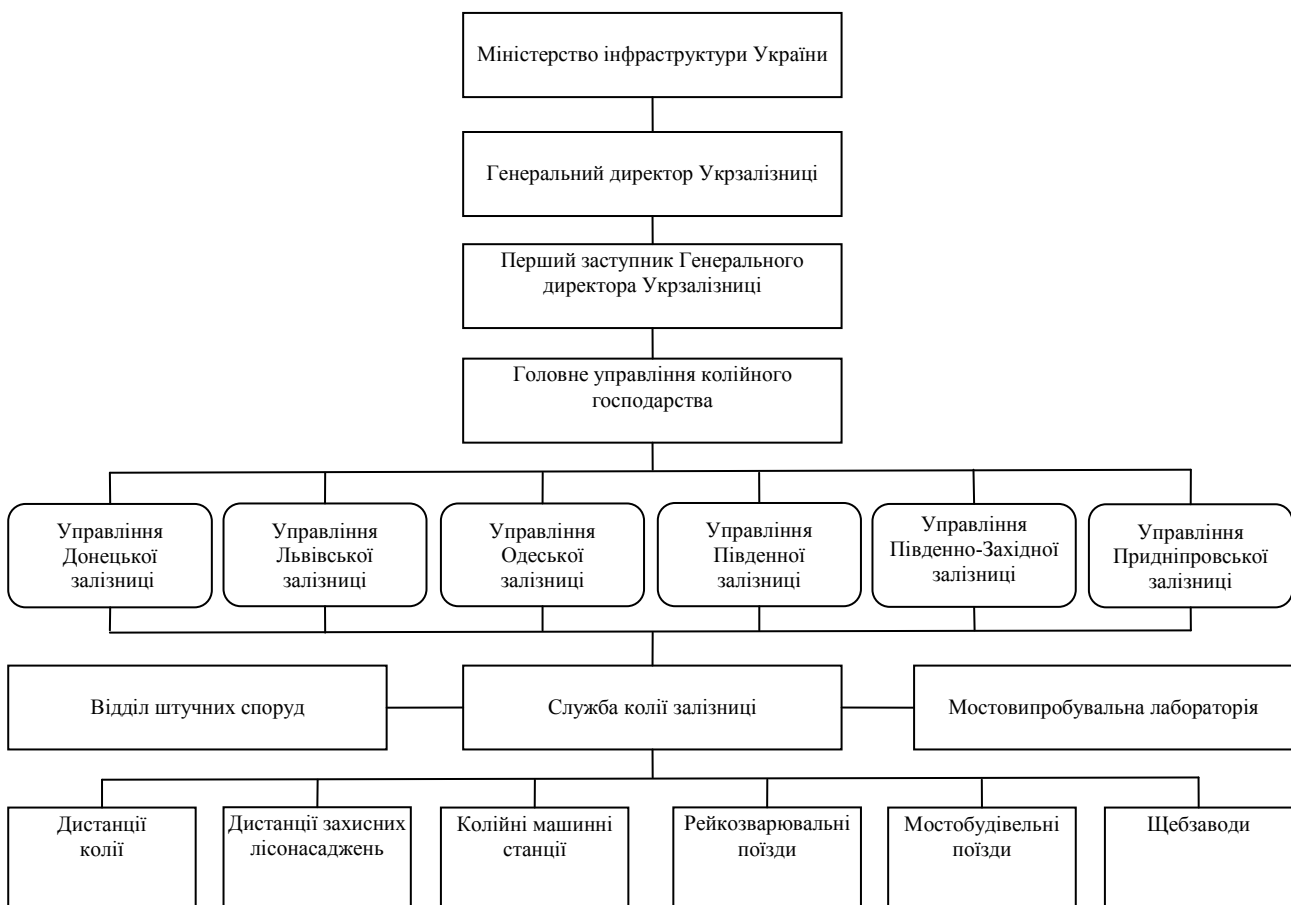 Міністерство інфраструктури України
Генеральний директор Укрзалізниці
Перший заступник Генерального
директора Укрзалізниці
Головне управління колійного
господарства
Управління
Донецької
залізниці
Управління
Львівської
залізниці
Управління
Одеської
залізниці
Управління
Південної
залізниці
Управління
Південно-Західної
залізниці
Управління
Придніпровської
залізниці
Відділ штучних споруд
Служба колії залізниці
Мостовипробувальна лабораторія
Дистанції
колії
Дистанції захисних
лісонасаджень
Колійні машинні
станції
Рейкозварювальні
поїзди
Мостобудівельні
поїзди
Щебзаводи